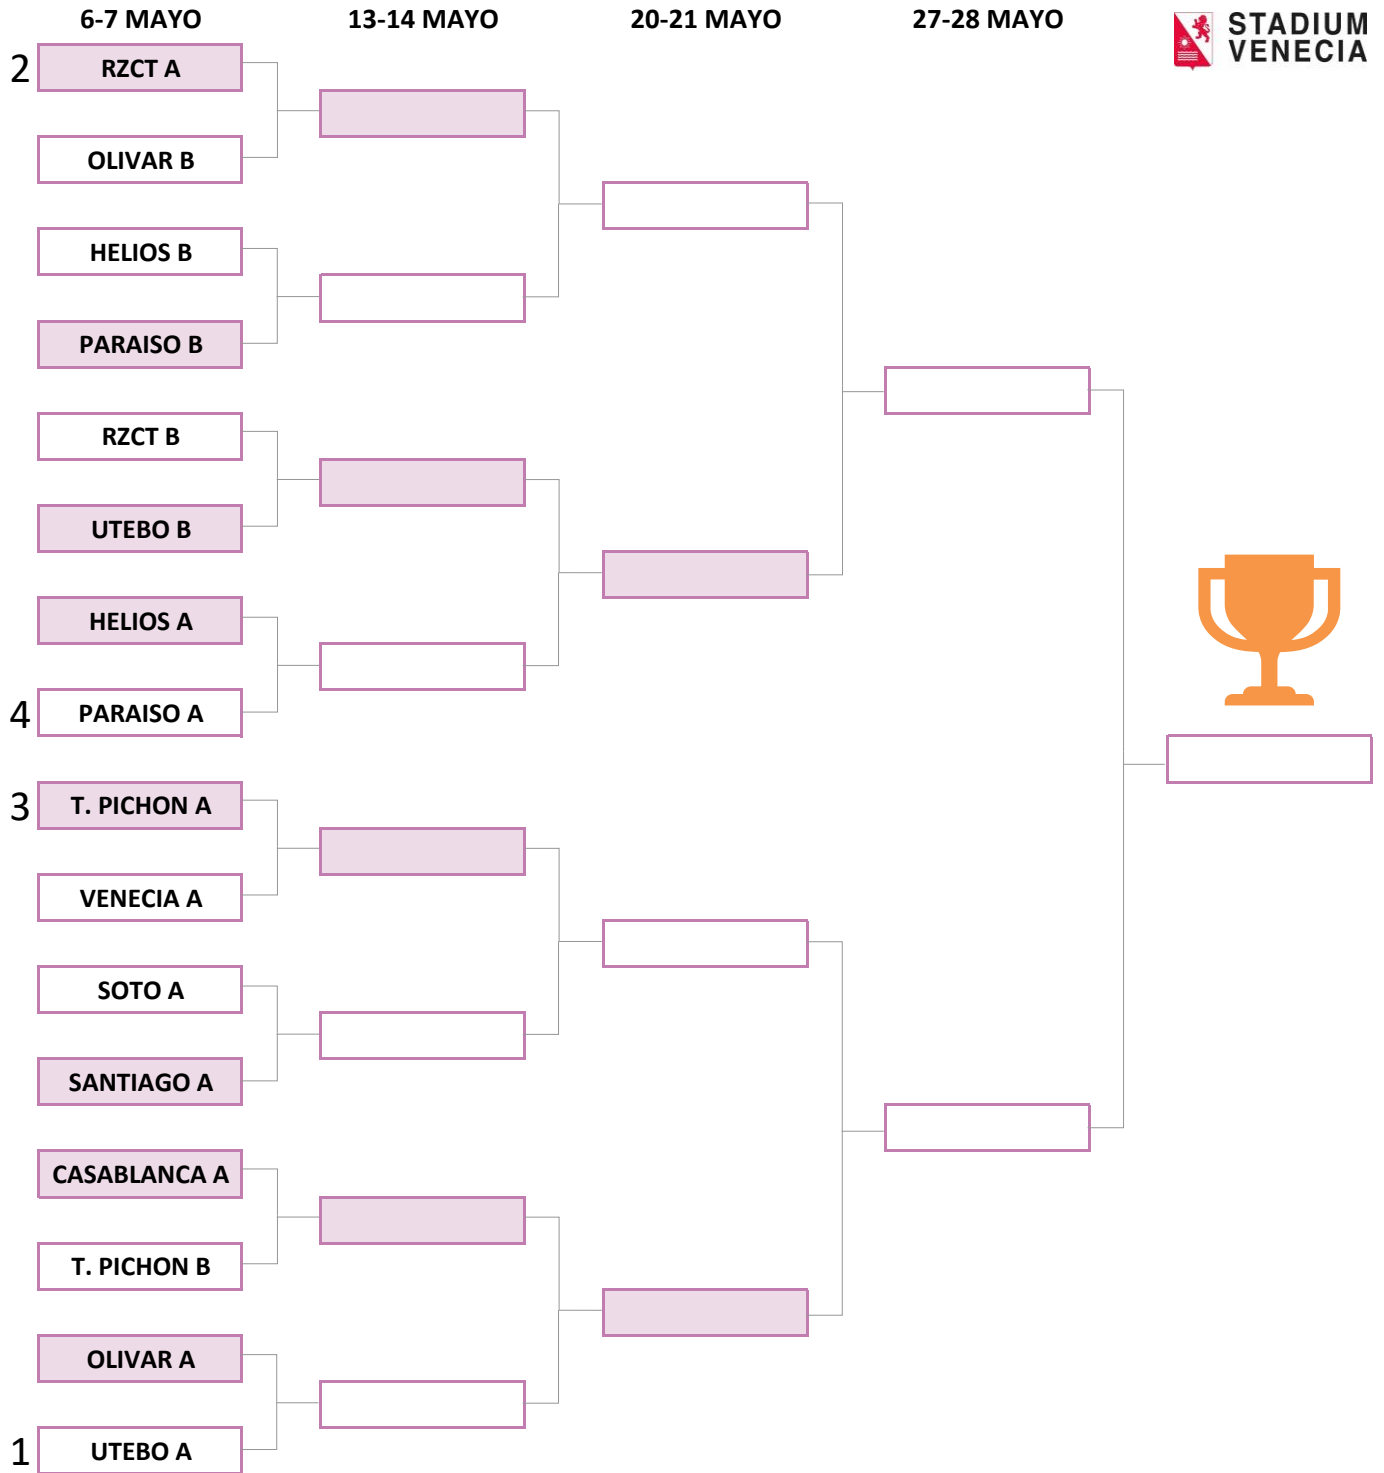 6-7 MAYO
13-14 MAYO
20-21 MAYO
27-28 MAYO
STADIUM
VENECIA
2
RZCT A
OLIVAR B
HELIOS B
PARAISO B
RZCT B
UTEBO B
HELIOS A
4
PARAISO A
3
T. PICHON A
VENECIA A
SOTO A
SANTIAGO A
CASABLANCA A
T. PICHON B
OLIVAR A
1
UTEBO A